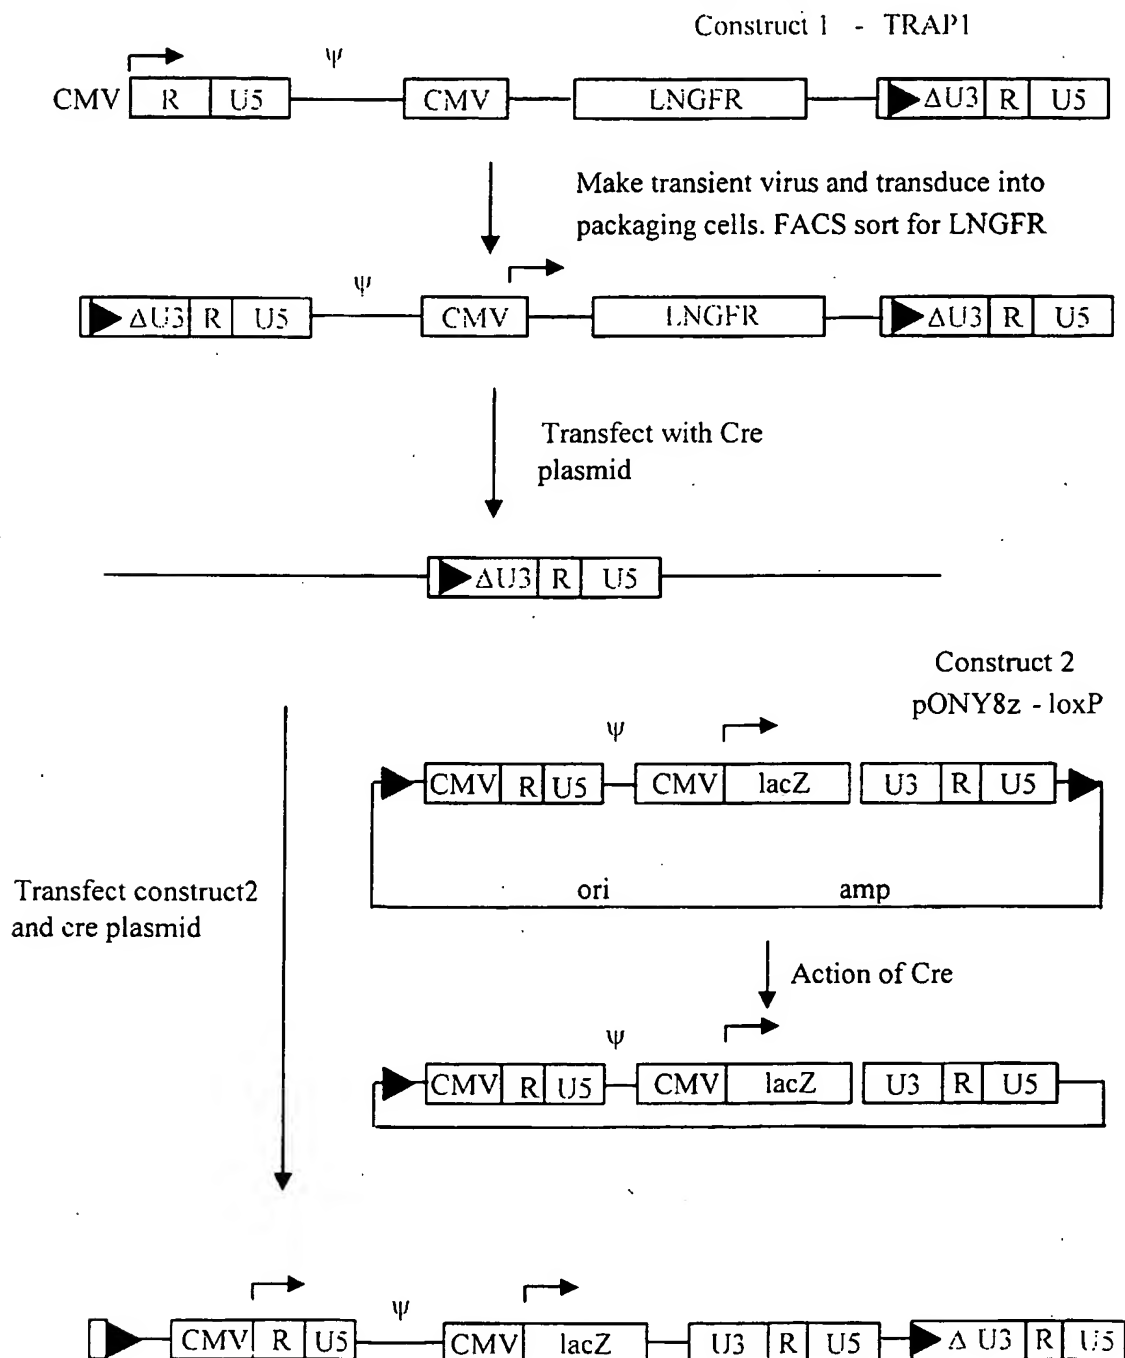 Construct 1 - TRAP1
ψ
CMV R U5 CMV LNGFR ΔU3 R U5
Make transient virus and transduce into
packaging cells. FACS sort for LNGFR
ψ
ΔU3 R U5 CMV LNGFR ΔU3 R U5
Transfect with Cre
plasmid
ΔU3 R U5
Construct 2
pONY8z - loxP
ψ
CMV R U5 CMV lacZ U3 R U5
ori amp
Transfect construct2
and cre plasmid
Action of Cre
ψ
CMV R U5 CMV lacZ U3 R U5
ψ
CMV R U5 CMV lacZ U3 R U5 Δ U3 R U5